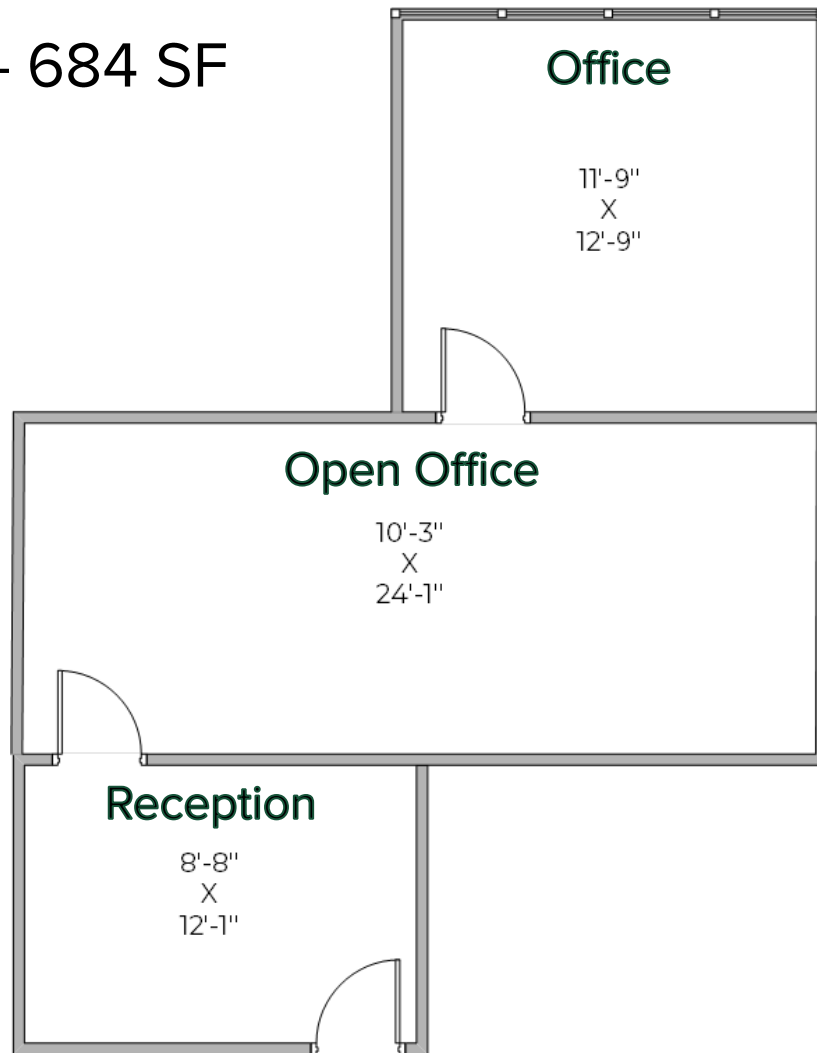 - 684 SF
Office
11'-9"
X
12'-9"
Open Office
10'-3"
X
24'-1"
Reception
8'-8"
X
12'-1"